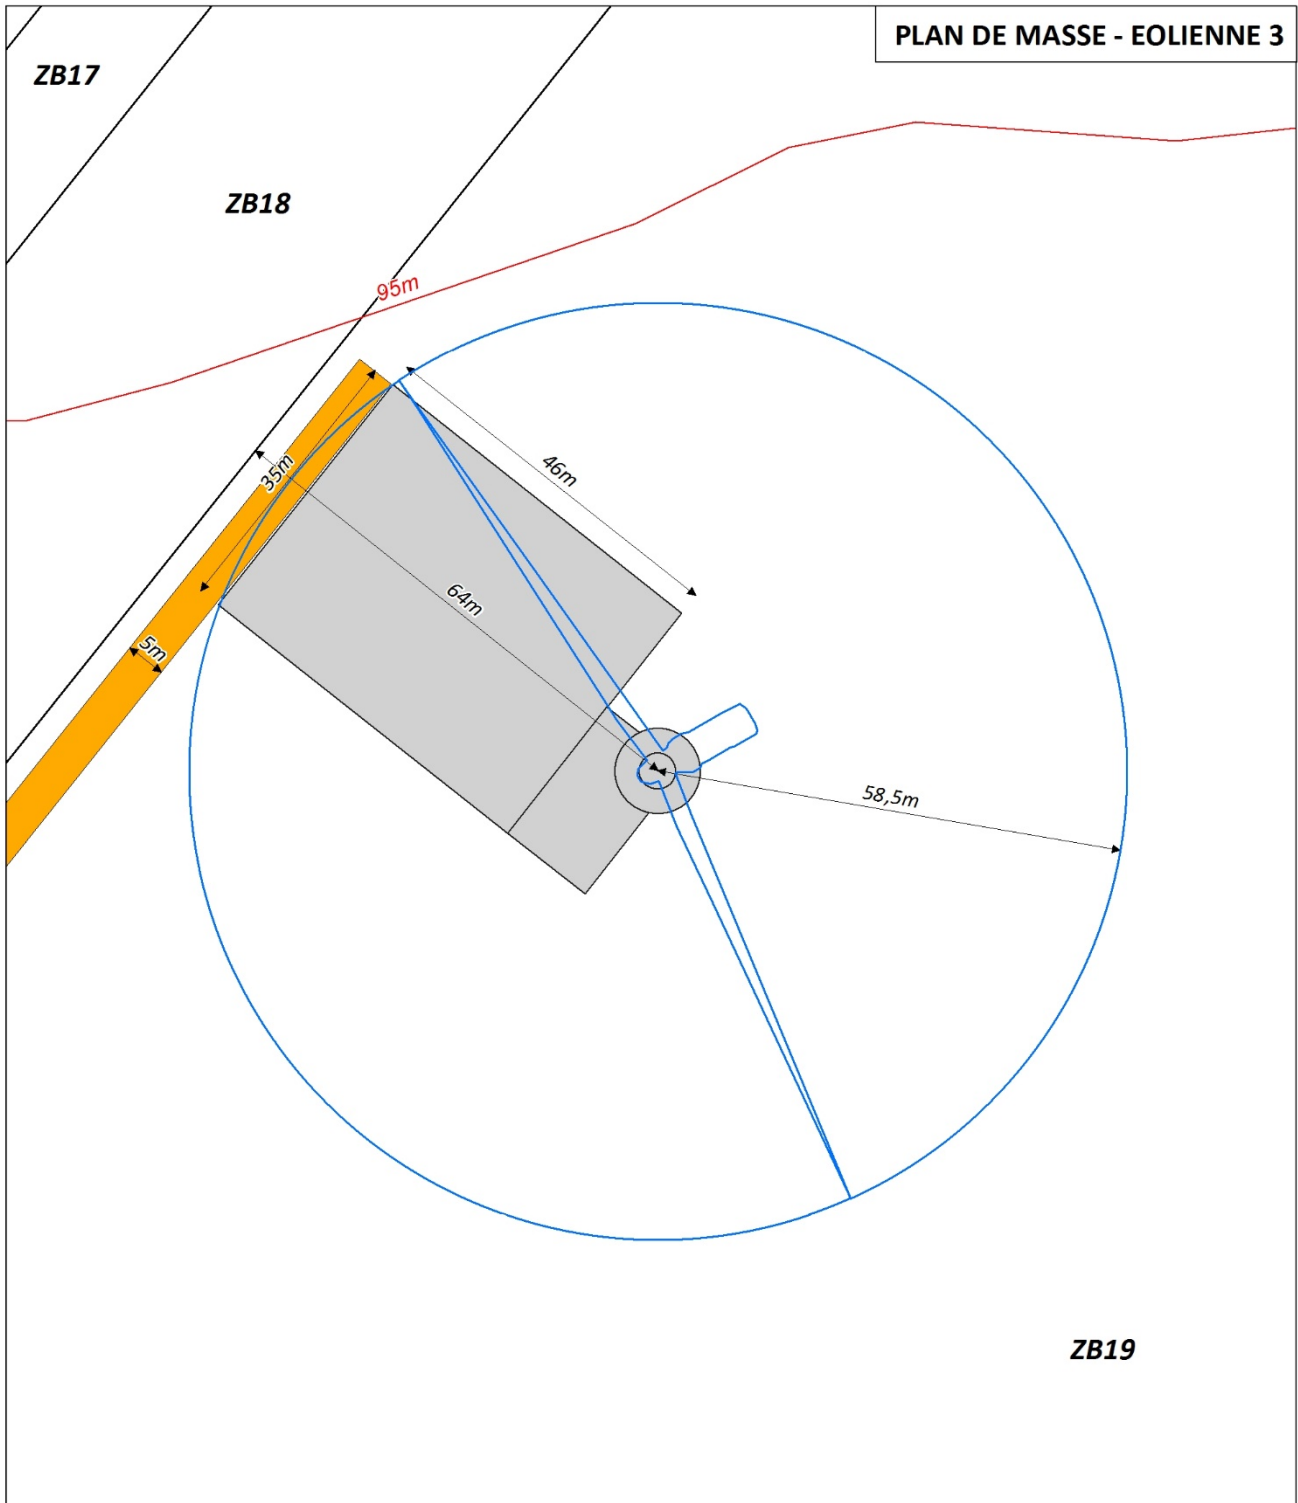 PLAN DE MASSE - EOLIENNE 3
ZB17
ZB18
95m
35m
46m
64m
5m
58,5m
ZB19